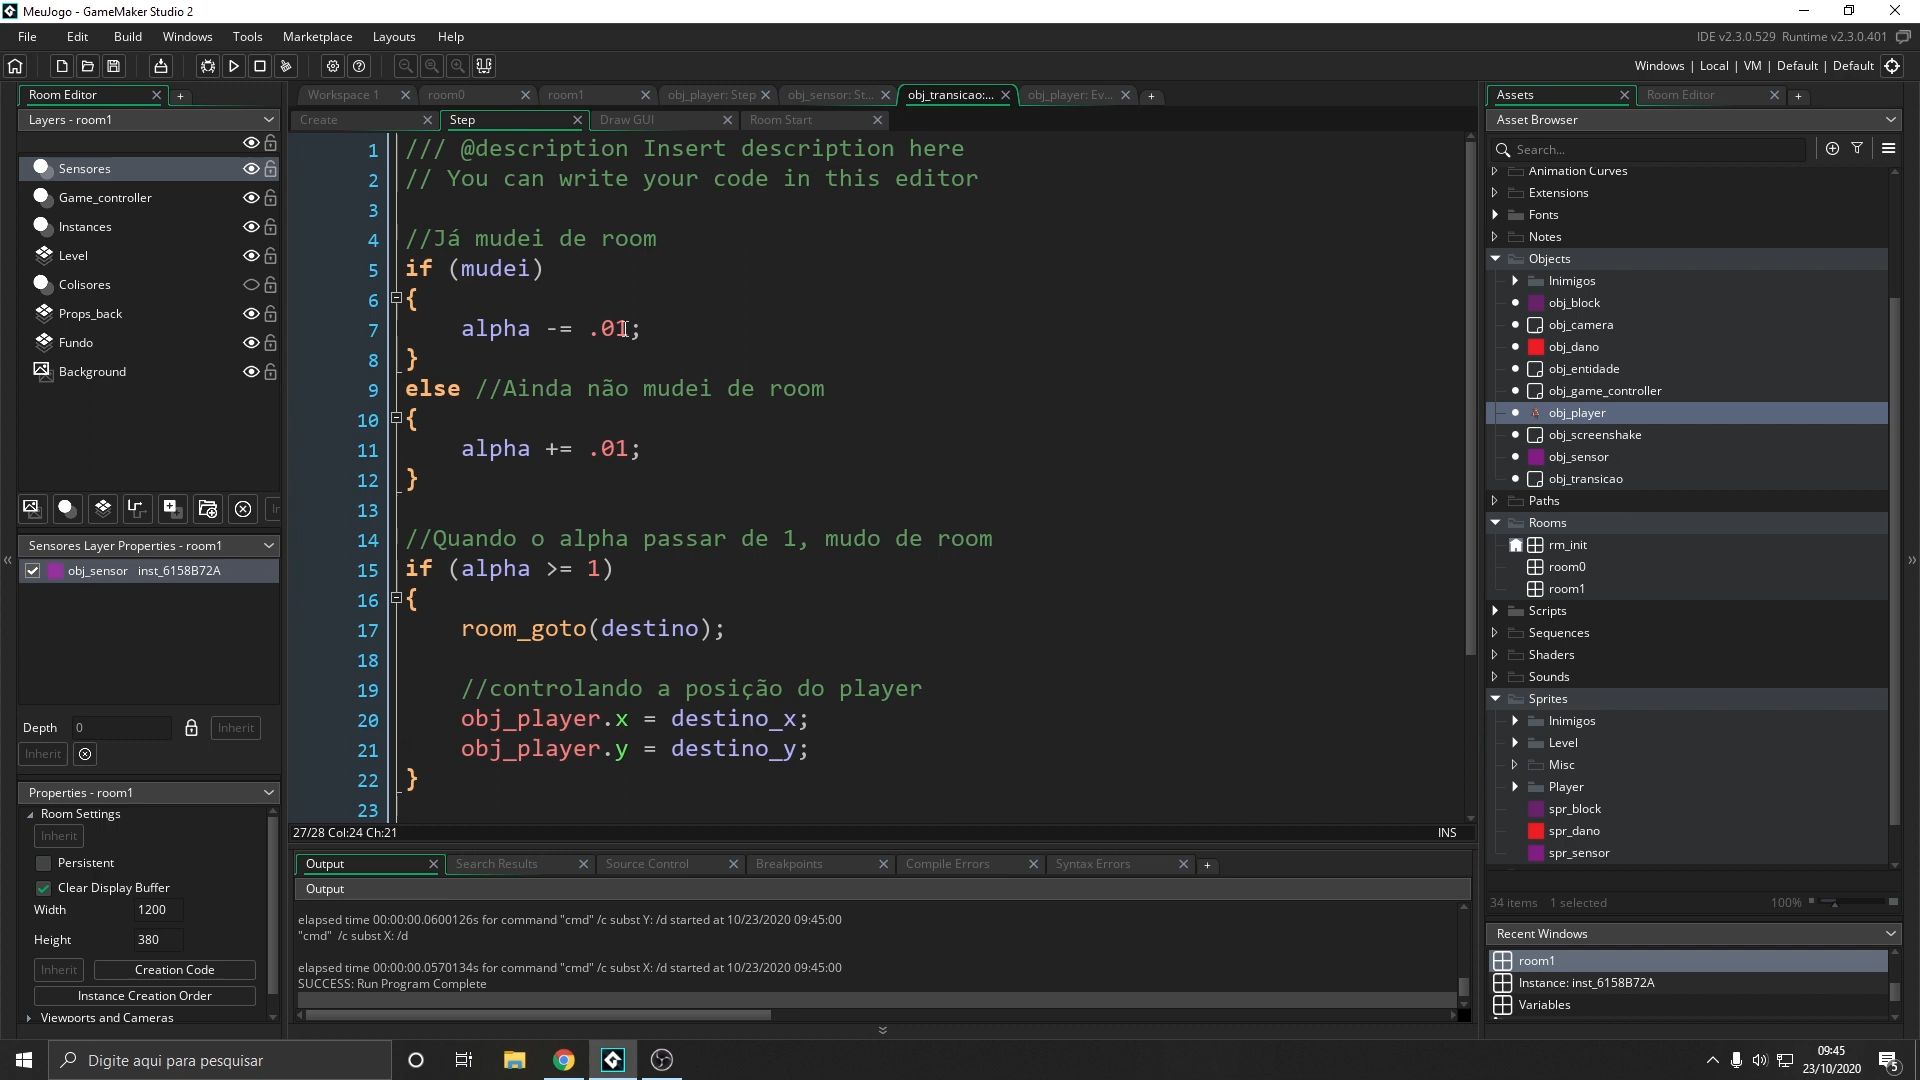 MeuJogo - GameMaker Studio 2
File Edit Build Windows Tools Marketplace Layouts Help
IDE v2.3.0.529 Runtime v2.3.0.401
Windows | Local | VM | Default | Default
Room Editor
Layers - room1
Sensores
Game_controller
Instances
Level
Colisores
Props_back
Fundo
Background
Sensores Layer Properties - room1
obj_sensor inst_6158B72A
Depth 0 Inherit
Inherit
Properties - room1
Room Settings
Inherit
Persistent
Clear Display Buffer
Width 1200
Height 380
Inherit Creation Code
Instance Creation Order
Viewports and Cameras
Workspace 1 room0 room1 obj_player: Step obj_sensor: St... obj_transicao:... obj_player: Ev...
Create Step Draw GUI Room Start
1 /// @description Insert description here
2 // You can write your code in this editor
3
4 //Já mudei de room
5 if (mudei)
6 {
7 alpha -= .01;
8 }
9 else //Ainda não mudei de room
10 {
11 alpha += .01;
12 }
13
14 //Quando o alpha passar de 1, mudo de room
15 if (alpha >= 1)
16 {
17 room_goto(destino);
18
19 //controlando a posição do player
20 obj_player.x = destino_x;
21 obj_player.y = destino_y;
22 }
23
27/28 Col:24 Ch:21 INS
Output Search Results Source Control Breakpoints Compile Errors Syntax Errors
Output
elapsed time 00:00:00.0600126s for command "cmd" /c subst Y: /d started at 10/23/2020 09:45:00
"cmd" /c subst X: /d
elapsed time 00:00:00.0570134s for command "cmd" /c subst X: /d started at 10/23/2020 09:45:00
SUCCESS: Run Program Complete
Assets Room Editor
Asset Browser
Search...
Animation Curves
Extensions
Fonts
Notes
Objects
Inimigos
obj_block
obj_camera
obj_dano
obj_entidade
obj_game_controller
obj_player
obj_screenshake
obj_sensor
obj_transicao
Paths
Rooms
rm_init
room0
room1
Scripts
Sequences
Shaders
Sounds
Sprites
Inimigos
Level
Misc
Player
spr_block
spr_dano
spr_sensor
34 items 1 selected 100%
Recent Windows
room1
Instance: inst_6158B72A
Variables
Digite aqui para pesquisar
09:45
23/10/2020
5